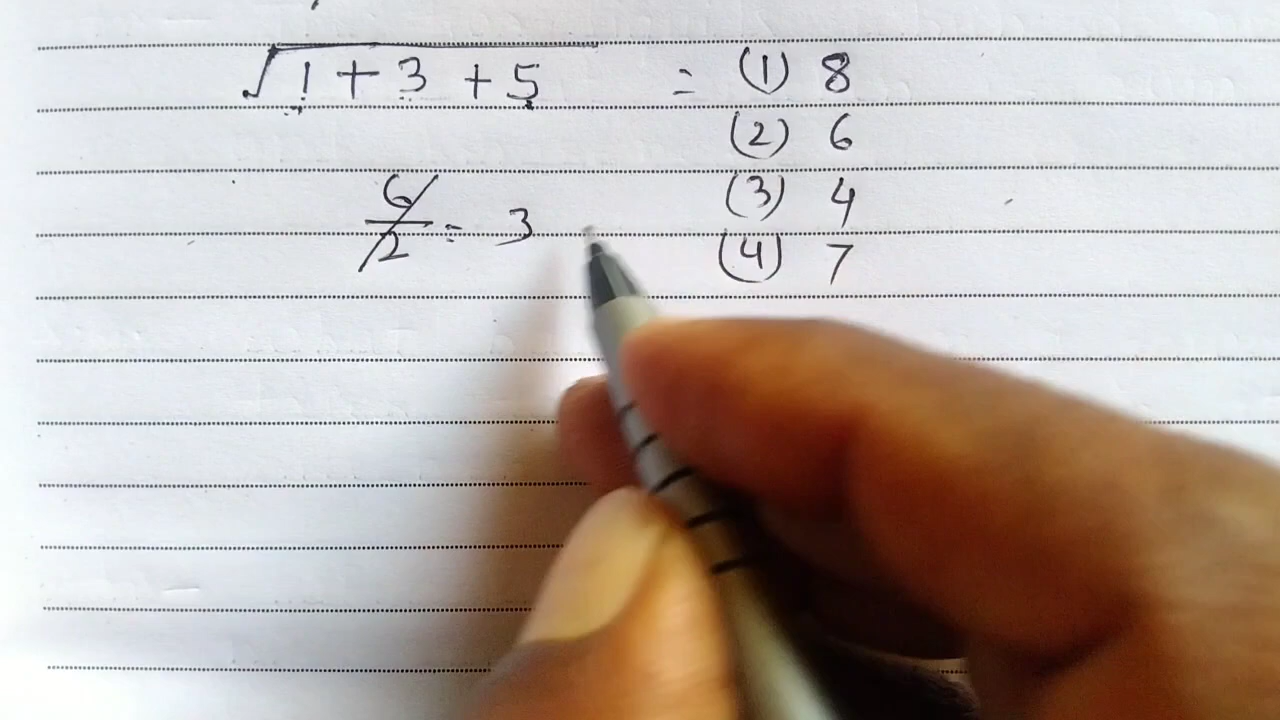 √1 + 3 + 5 = (1) 8
(2) 6
(3) 4
6/2 = 3
(4) 7